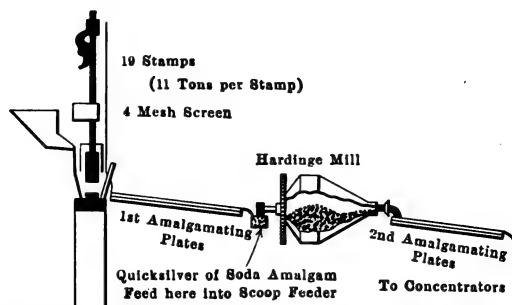 19 Stamps
(11 Tons per Stamp)
4 Mesh Screen
Hardinge Mill
1st Amalgamating
Plates
2nd Amalgamating
Plates
Quicksilver of Soda Amalgam
Feed here into Scoop Feeder
To Concentrators